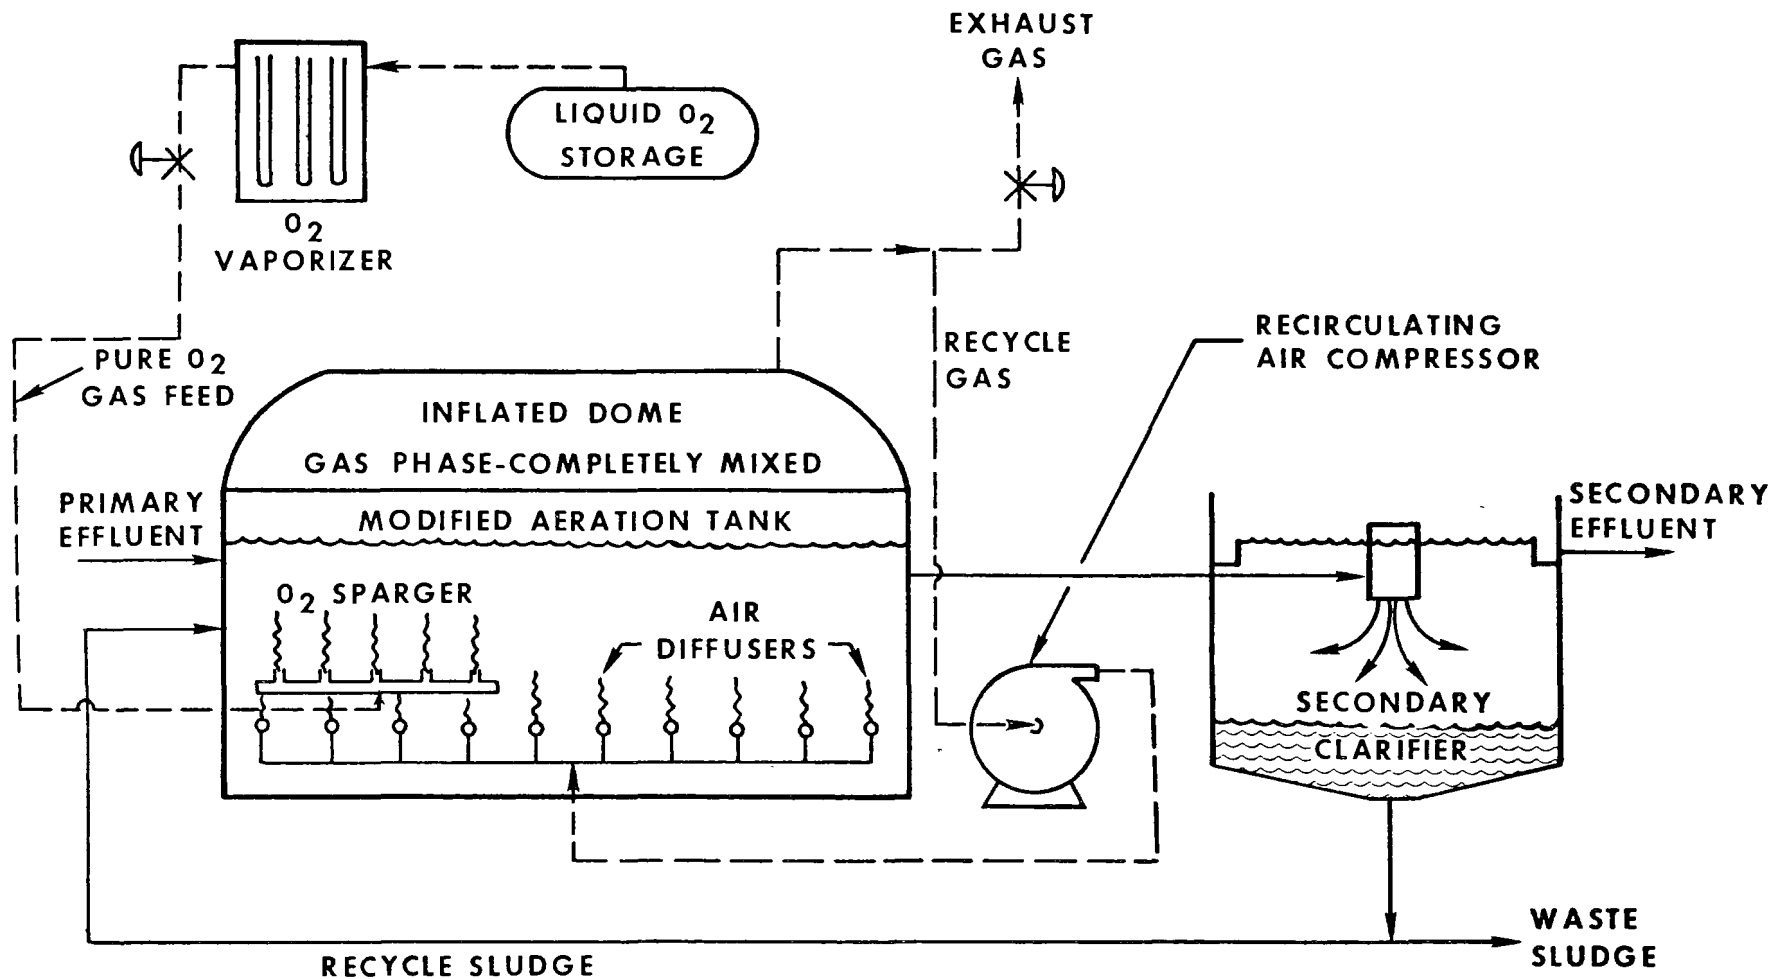 EXHAUST
GAS
LIQUID O2
STORAGE
O2
VAPORIZER
PURE O2
GAS FEED
RECYCLE
GAS
RECIRCULATING
AIR COMPRESSOR
INFLATED DOME
GAS PHASE-COMPLETELY MIXED
PRIMARY
EFFLUENT
MODIFIED AERATION TANK
SECONDARY
EFFLUENT
O2 SPARGER
AIR
DIFFUSERS
SECONDARY
CLARIFIER
WASTE
SLUDGE
RECYCLE SLUDGE